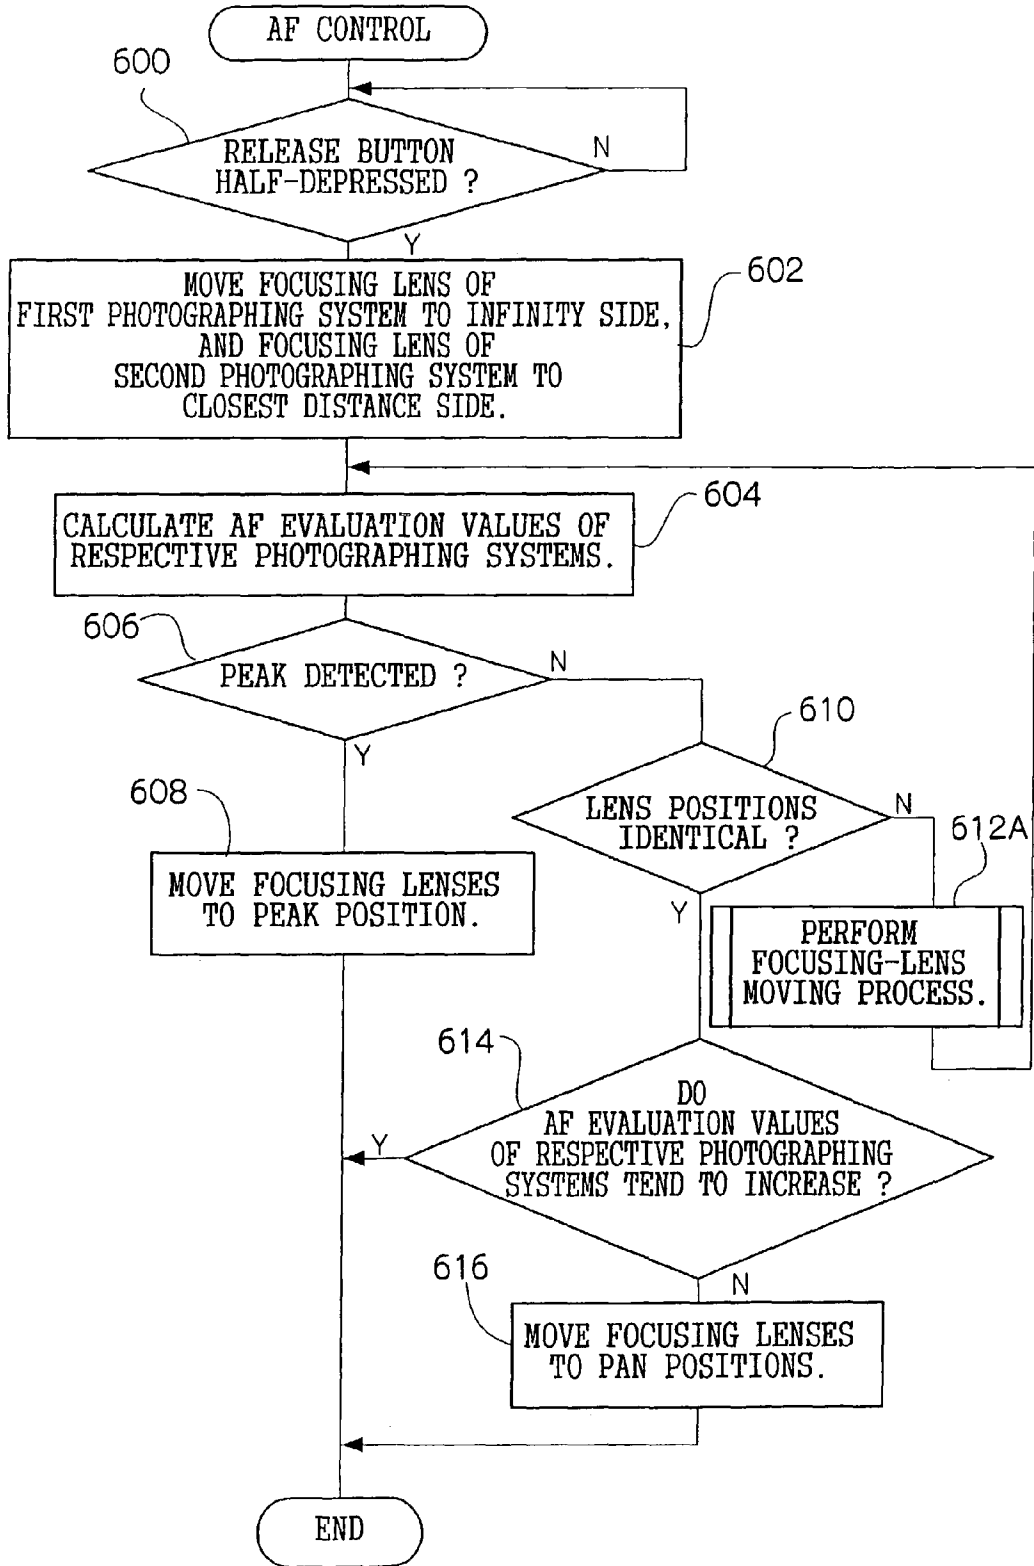 AF CONTROL
600
RELEASE BUTTON
HALF-DEPRESSED ?
N
Y
602
MOVE FOCUSING LENS OF
FIRST PHOTOGRAPHING SYSTEM TO INFINITY SIDE,
AND FOCUSING LENS OF
SECOND PHOTOGRAPHING SYSTEM TO
CLOSEST DISTANCE SIDE.
604
CALCULATE AF EVALUATION VALUES OF
RESPECTIVE PHOTOGRAPHING SYSTEMS.
606
PEAK DETECTED ?
N
Y
610
LENS POSITIONS
IDENTICAL ?
N
Y
608
MOVE FOCUSING LENSES
TO PEAK POSITION.
612A
PERFORM
FOCUSING-LENS
MOVING PROCESS.
614
DO
AF EVALUATION VALUES
OF RESPECTIVE PHOTOGRAPHING
SYSTEMS TEND TO INCREASE ?
Y
N
616
MOVE FOCUSING LENSES
TO PAN POSITIONS.
END